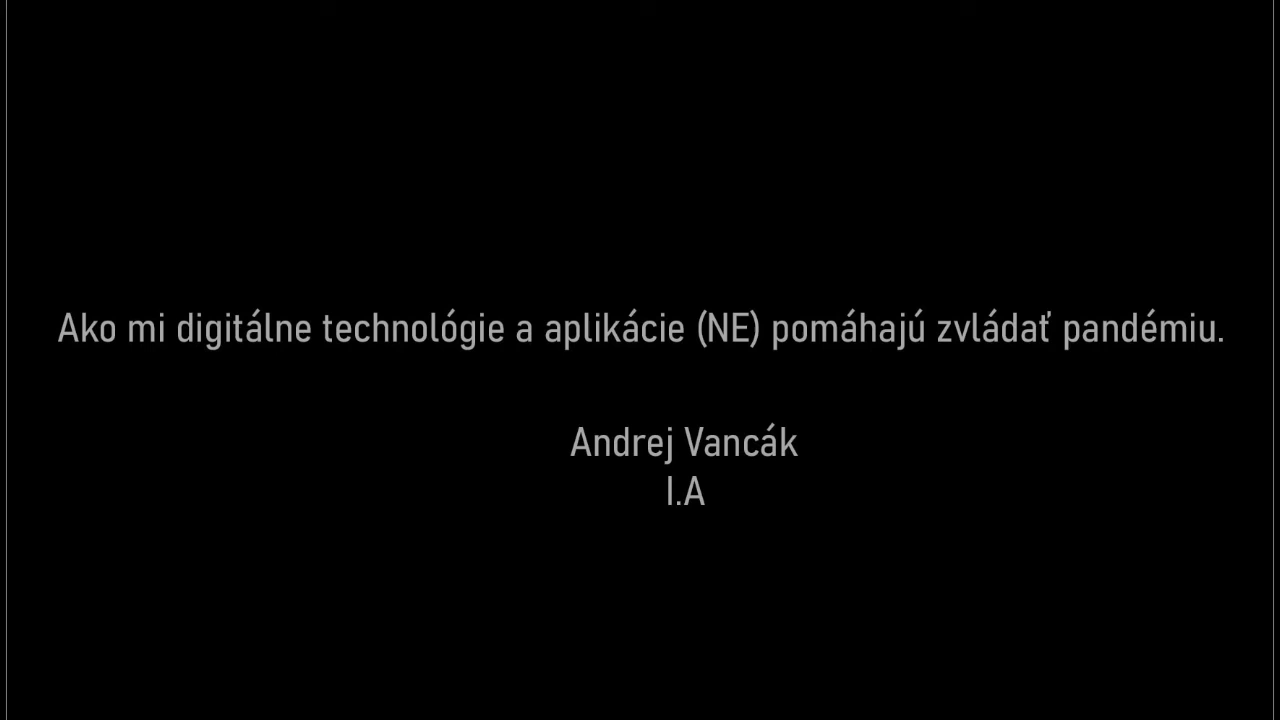 Ako mi digitálne technológie a aplikácie (NE) pomáhajú zvládať pandémiu.
Andrej Vancák
I.A